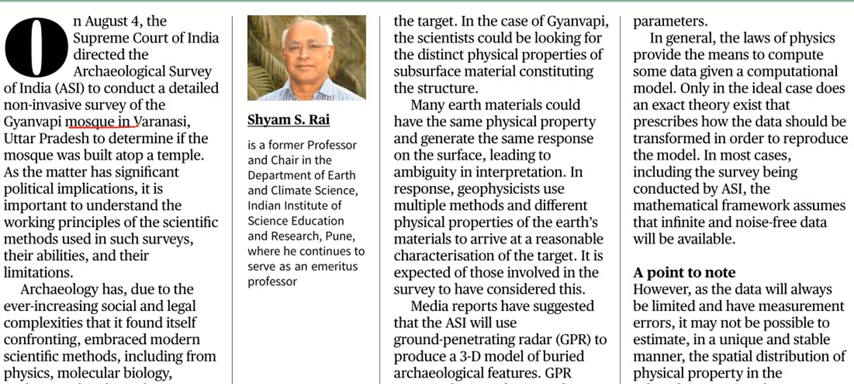 On August 4, the
Supreme Court of India
directed the
Archaeological Survey
of India (ASI) to conduct a detailed
non-invasive survey of the
Gyanvapi mosque in Varanasi,
Uttar Pradesh to determine if the
mosque was built atop a temple.
As the matter has significant
political implications, it is
important to understand the
working principles of the scientific
methods used in such surveys,
their abilities, and their
limitations.
Archaeology has, due to the
ever-increasing social and legal
complexities that it found itself
confronting, embraced modern
scientific methods, including from
physics, molecular biology,
Shyam S. Rai
is a former Professor
and Chair in the
Department of Earth
and Climate Science,
Indian Institute of
Science Education
and Research, Pune,
where he continues to
serve as an emeritus
professor
the target. In the case of Gyanvapi,
the scientists could be looking for
the distinct physical properties of
subsurface material constituting
the structure.
Many earth materials could
have the same physical property
and generate the same response
on the surface, leading to
ambiguity in interpretation. In
response, geophysicists use
multiple methods and different
physical properties of the earth's
materials to arrive at a reasonable
characterisation of the target. It is
expected of those involved in the
survey to have considered this.
Media reports have suggested
that the ASI will use
ground-penetrating radar (GPR) to
produce a 3-D model of buried
archaeological features. GPR
parameters.
In general, the laws of physics
provide the means to compute
some data given a computational
model. Only in the ideal case does
an exact theory exist that
prescribes how the data should be
transformed in order to reproduce
the model. In most cases,
including the survey being
conducted by ASI, the
mathematical framework assumes
that infinite and noise-free data
will be available.
A point to note
However, as the data will always
be limited and have measurement
errors, it may not be possible to
estimate, in a unique and stable
manner, the spatial distribution of
physical property in the